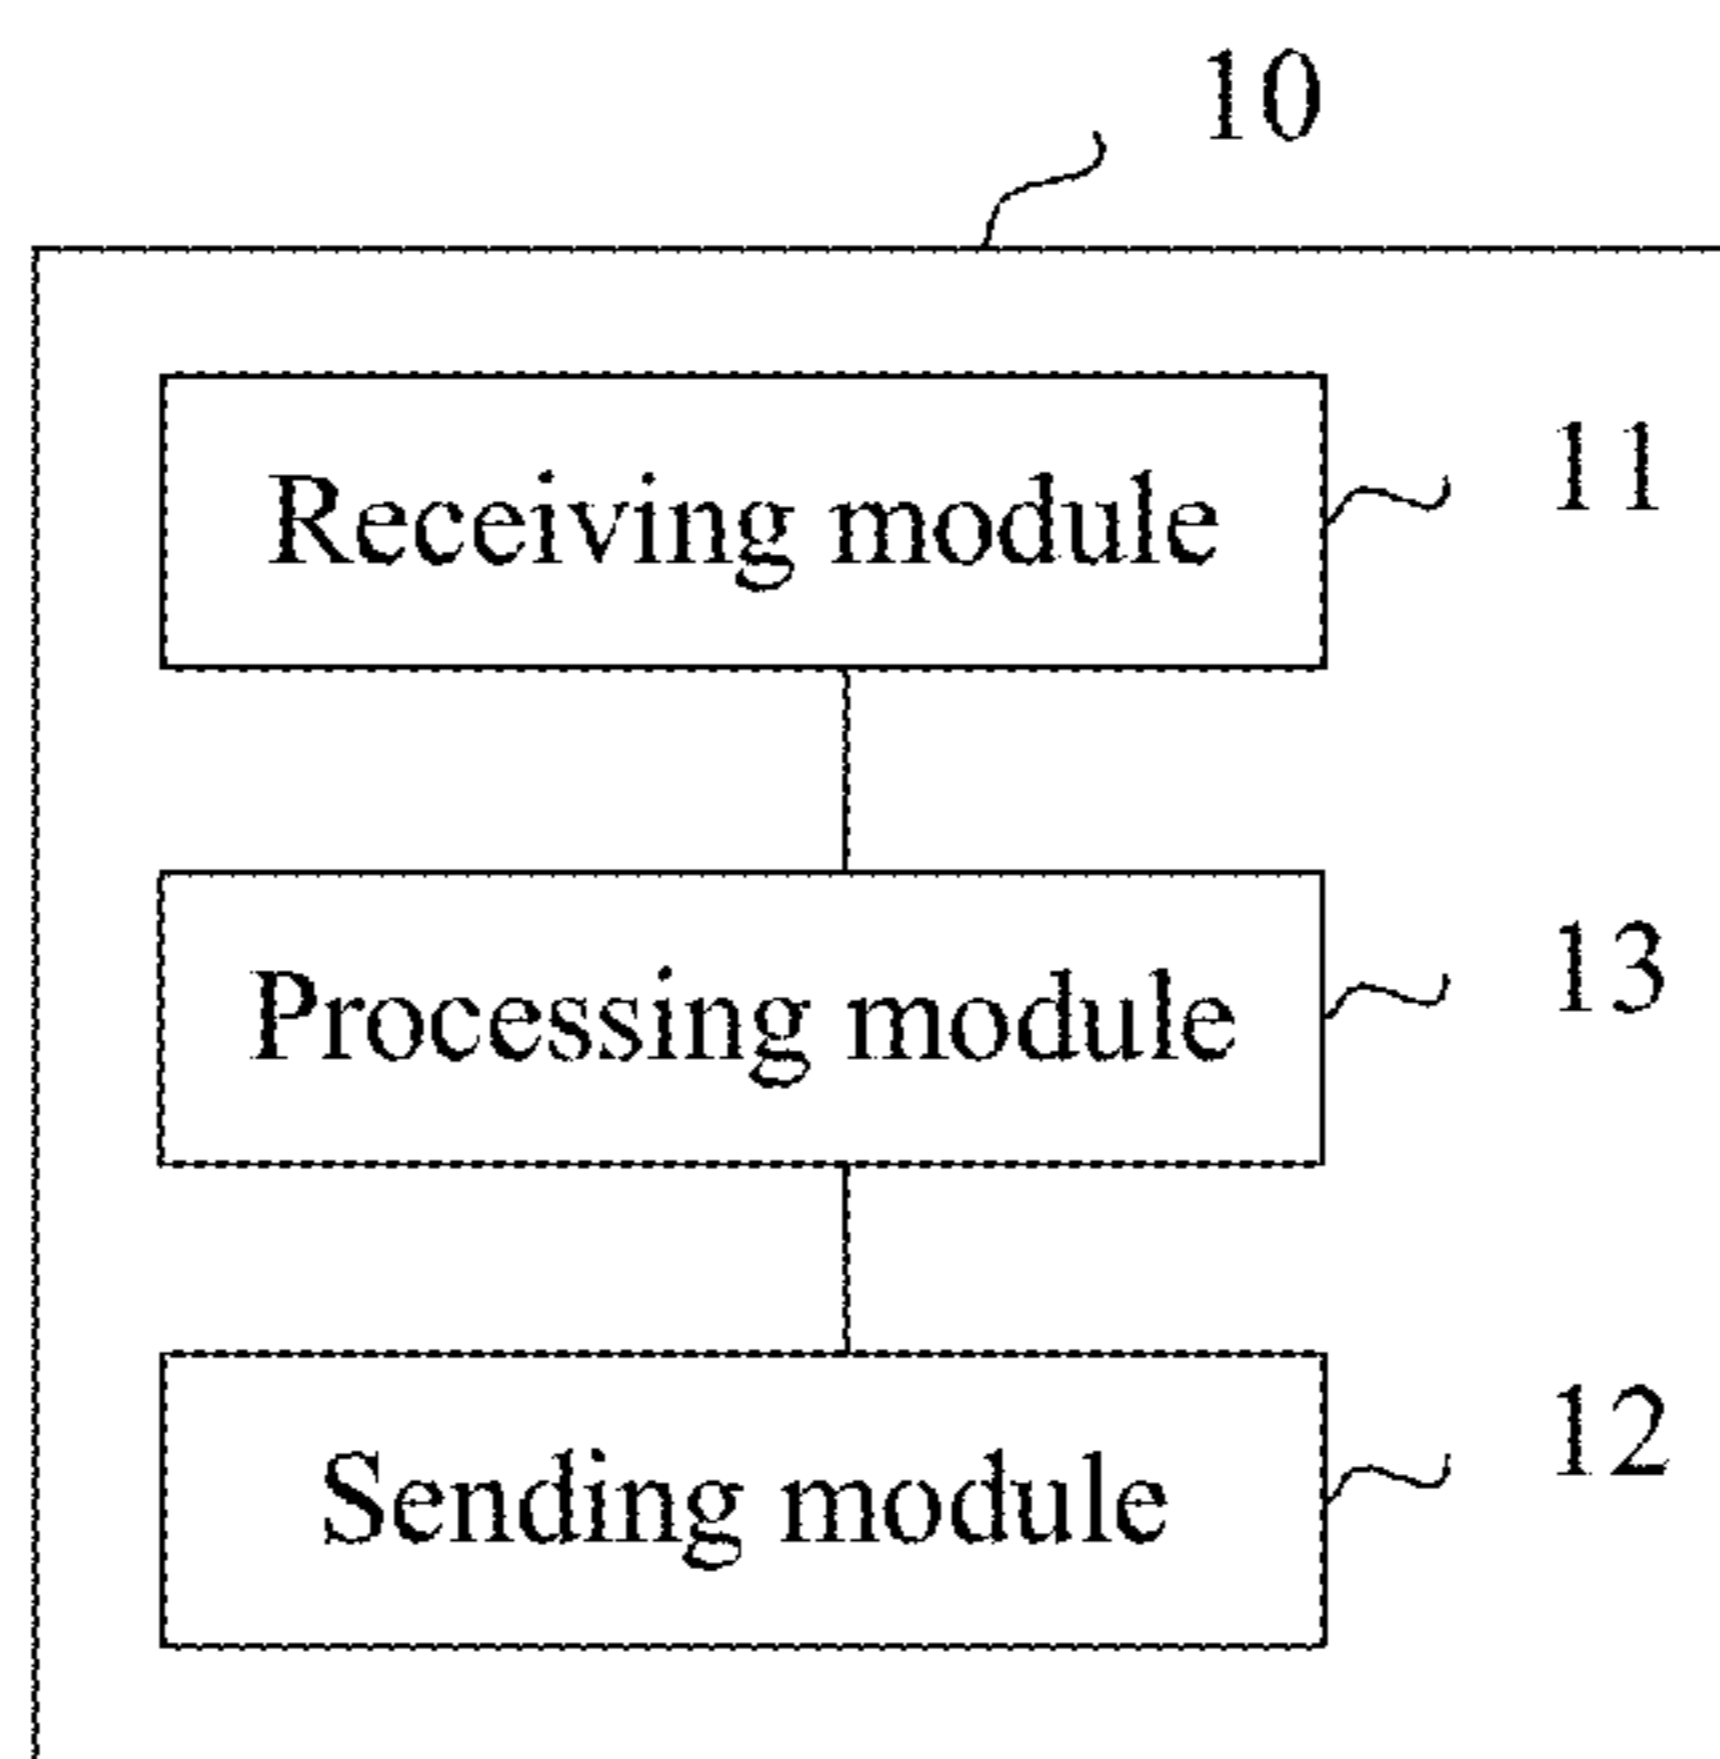 10
Receiving module
11
Processing module
13
Sending module
12